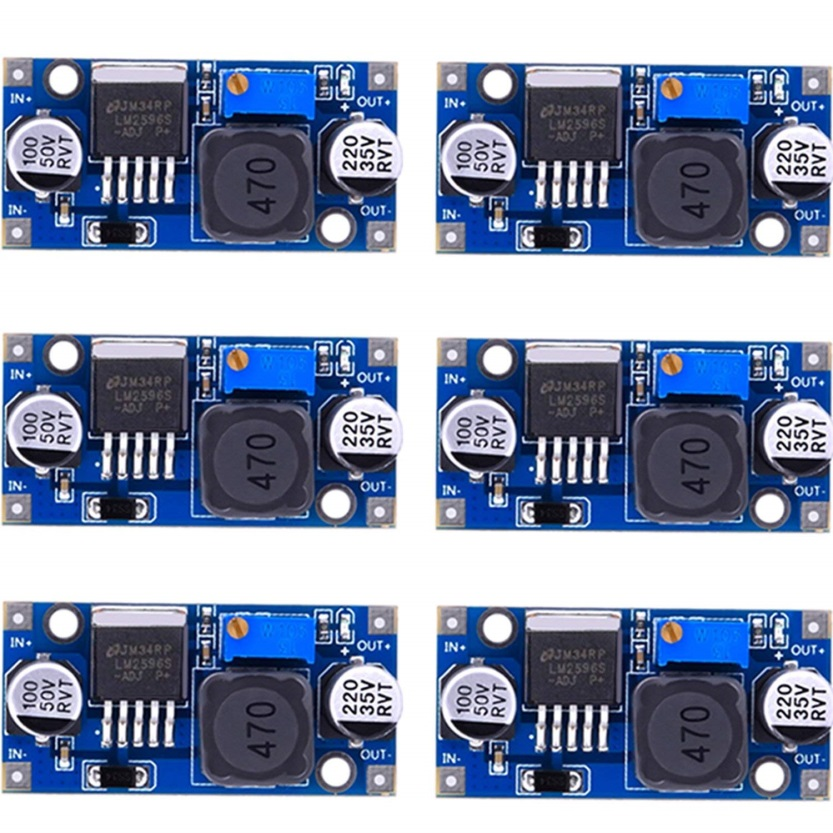 IN+
JM34RP
LM2596S
-ADJ P+
+ OUT+
100
50V
RVT
220
35V
RVT
470
IN-
OUT-
IN+
JM34RP
LM2596S
-ADJ P+
+ OUT+
100
50V
RVT
220
35V
RVT
470
IN-
OUT-
IN+
JM34RP
LM2596S
-ADJ P+
+ OUT+
100
50V
RVT
220
35V
RVT
470
IN-
OUT-
IN+
JM34RP
LM2596S
-ADJ P+
+ OUT+
100
50V
RVT
220
35V
RVT
470
IN-
OUT-
IN+
JM34RP
LM2596S
-ADJ P+
+ OUT+
100
50V
RVT
220
35V
RVT
470
IN-
OUT-
IN+
JM34RP
LM2596S
-ADJ P+
+ OUT+
100
50V
RVT
220
35V
RVT
470
IN-
OUT-